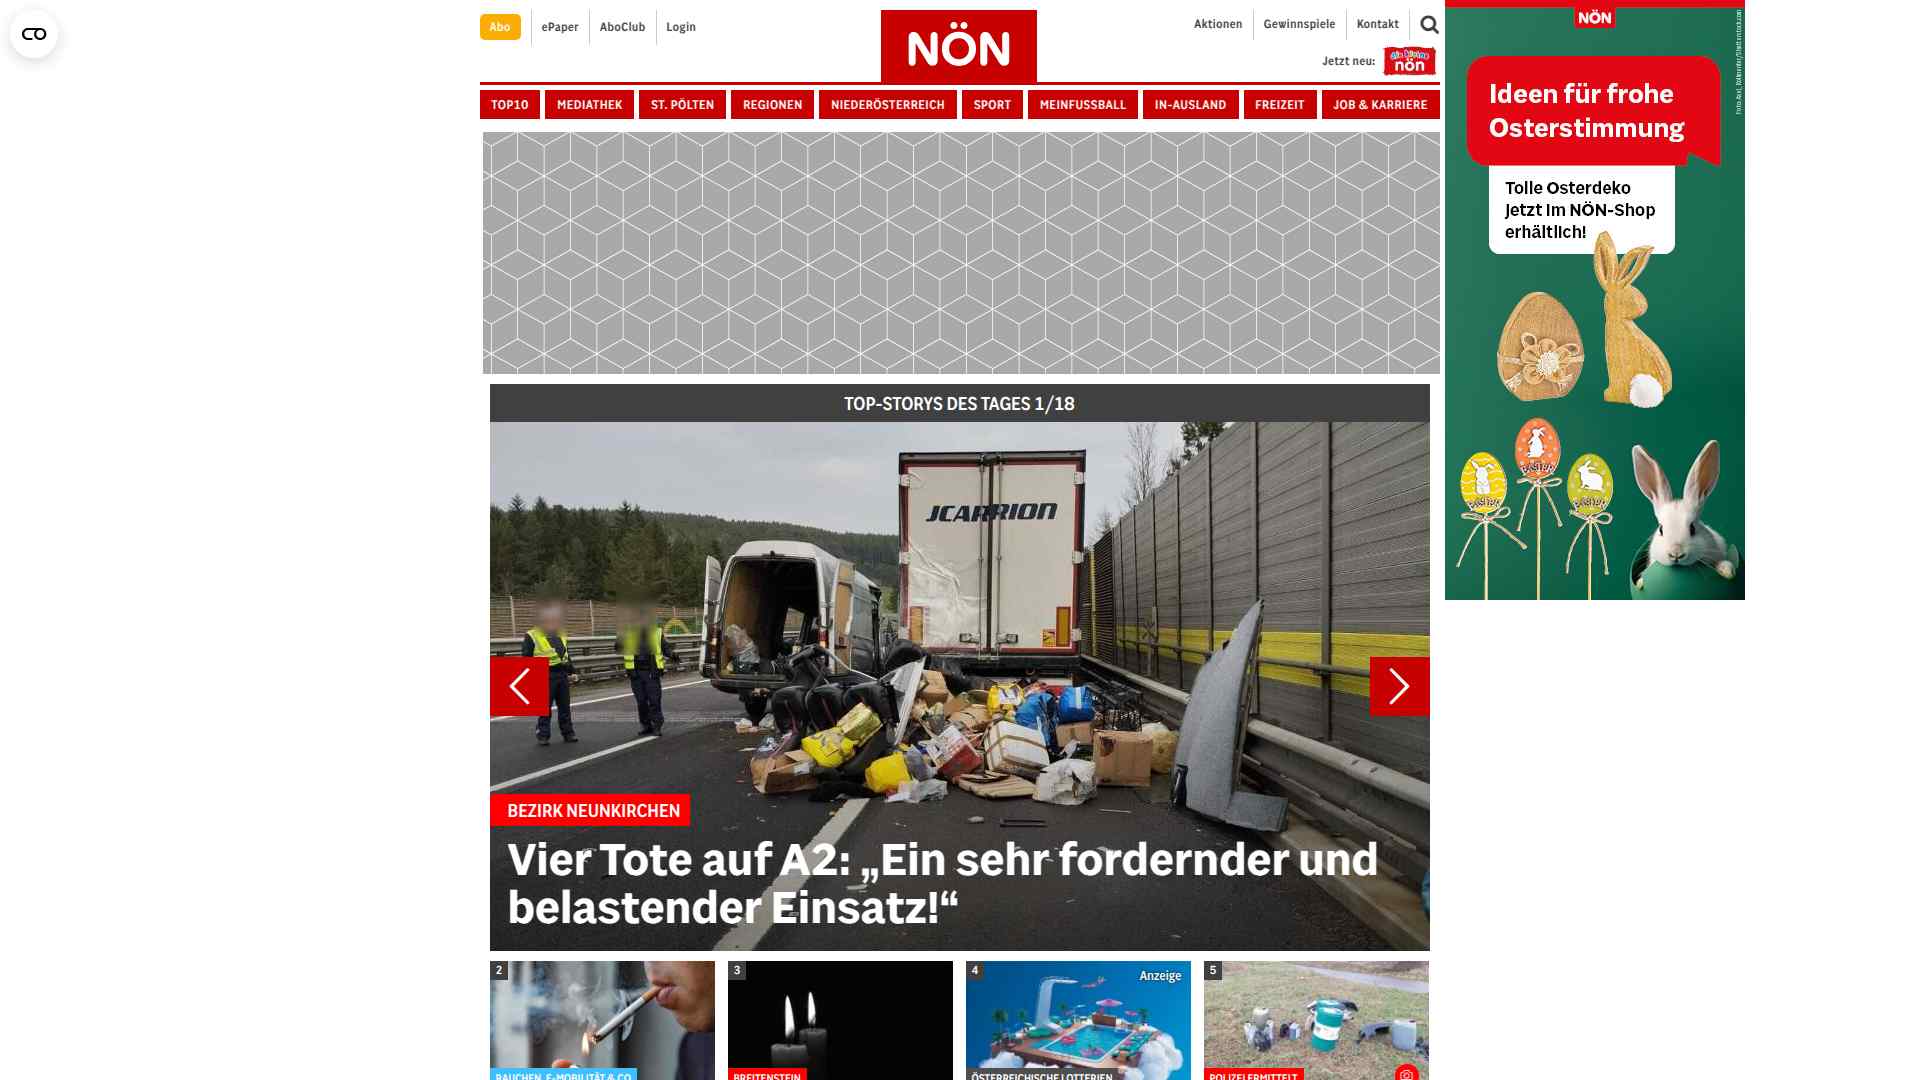 Abo
ePaper
AboClub
Login
NÖN
Aktionen
Gewinnspiele
Kontakt
Jetzt neu:
die kleine
nön
TOP10
MEDIATHEK
ST. PÖLTEN
REGIONEN
NIEDERÖSTERREICH
SPORT
MEINFUSSBALL
IN-AUSLAND
FREIZEIT
JOB & KARRIERE
NÖN
Ideen für frohe
Osterstimmung
Tolle Osterdeko
jetzt im NÖN-Shop
erhältlich!
EASTER
EASTER
EASTER
TOP-STORYS DES TAGES 1/18
JCARRION
BEZIRK NEUNKIRCHEN
Vier Tote auf A2: „Ein sehr fordernder und
belastender Einsatz!“
2
3
4
Anzeige
5
RAUCHEN, E-MOBILITÄT & CO
BREITENSTEIN
ÖSTERREICHISCHE LOTTERIEN
POLIZEI ERMITTELT